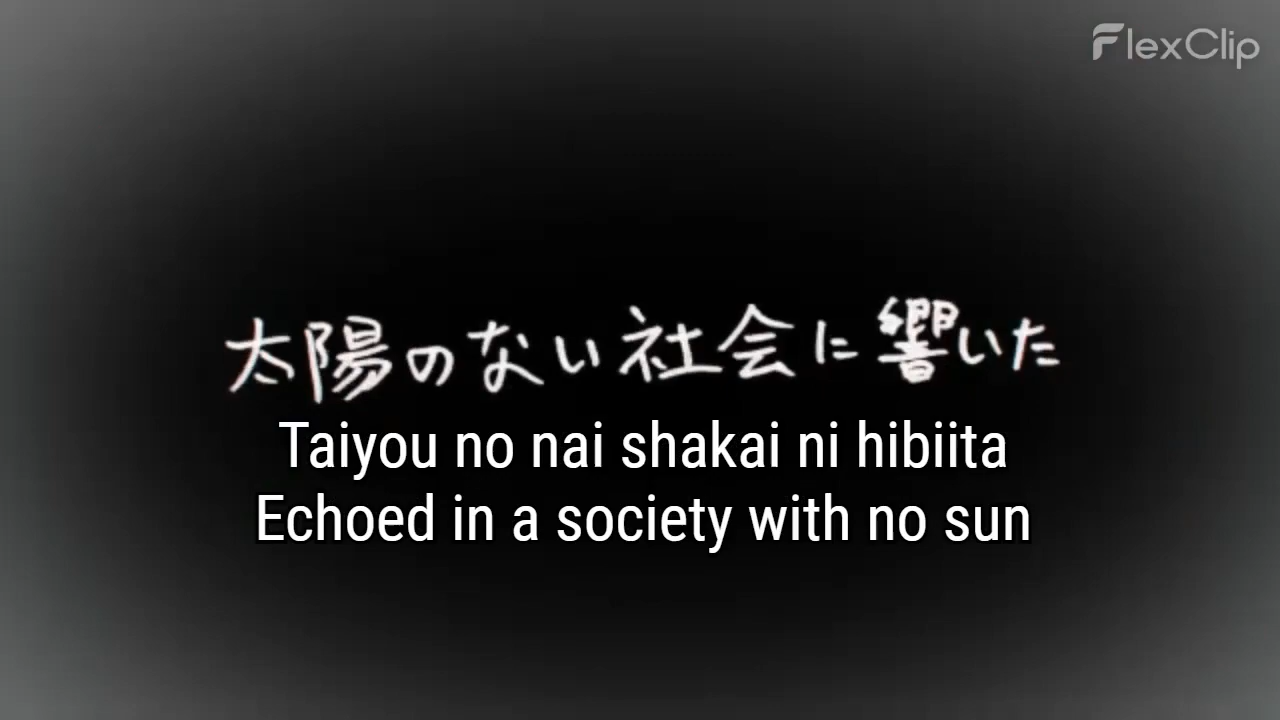 FlexClip
太陽のない社会に響いた
Taiyou no nai shakai ni hibiita
Echoed in a society with no sun